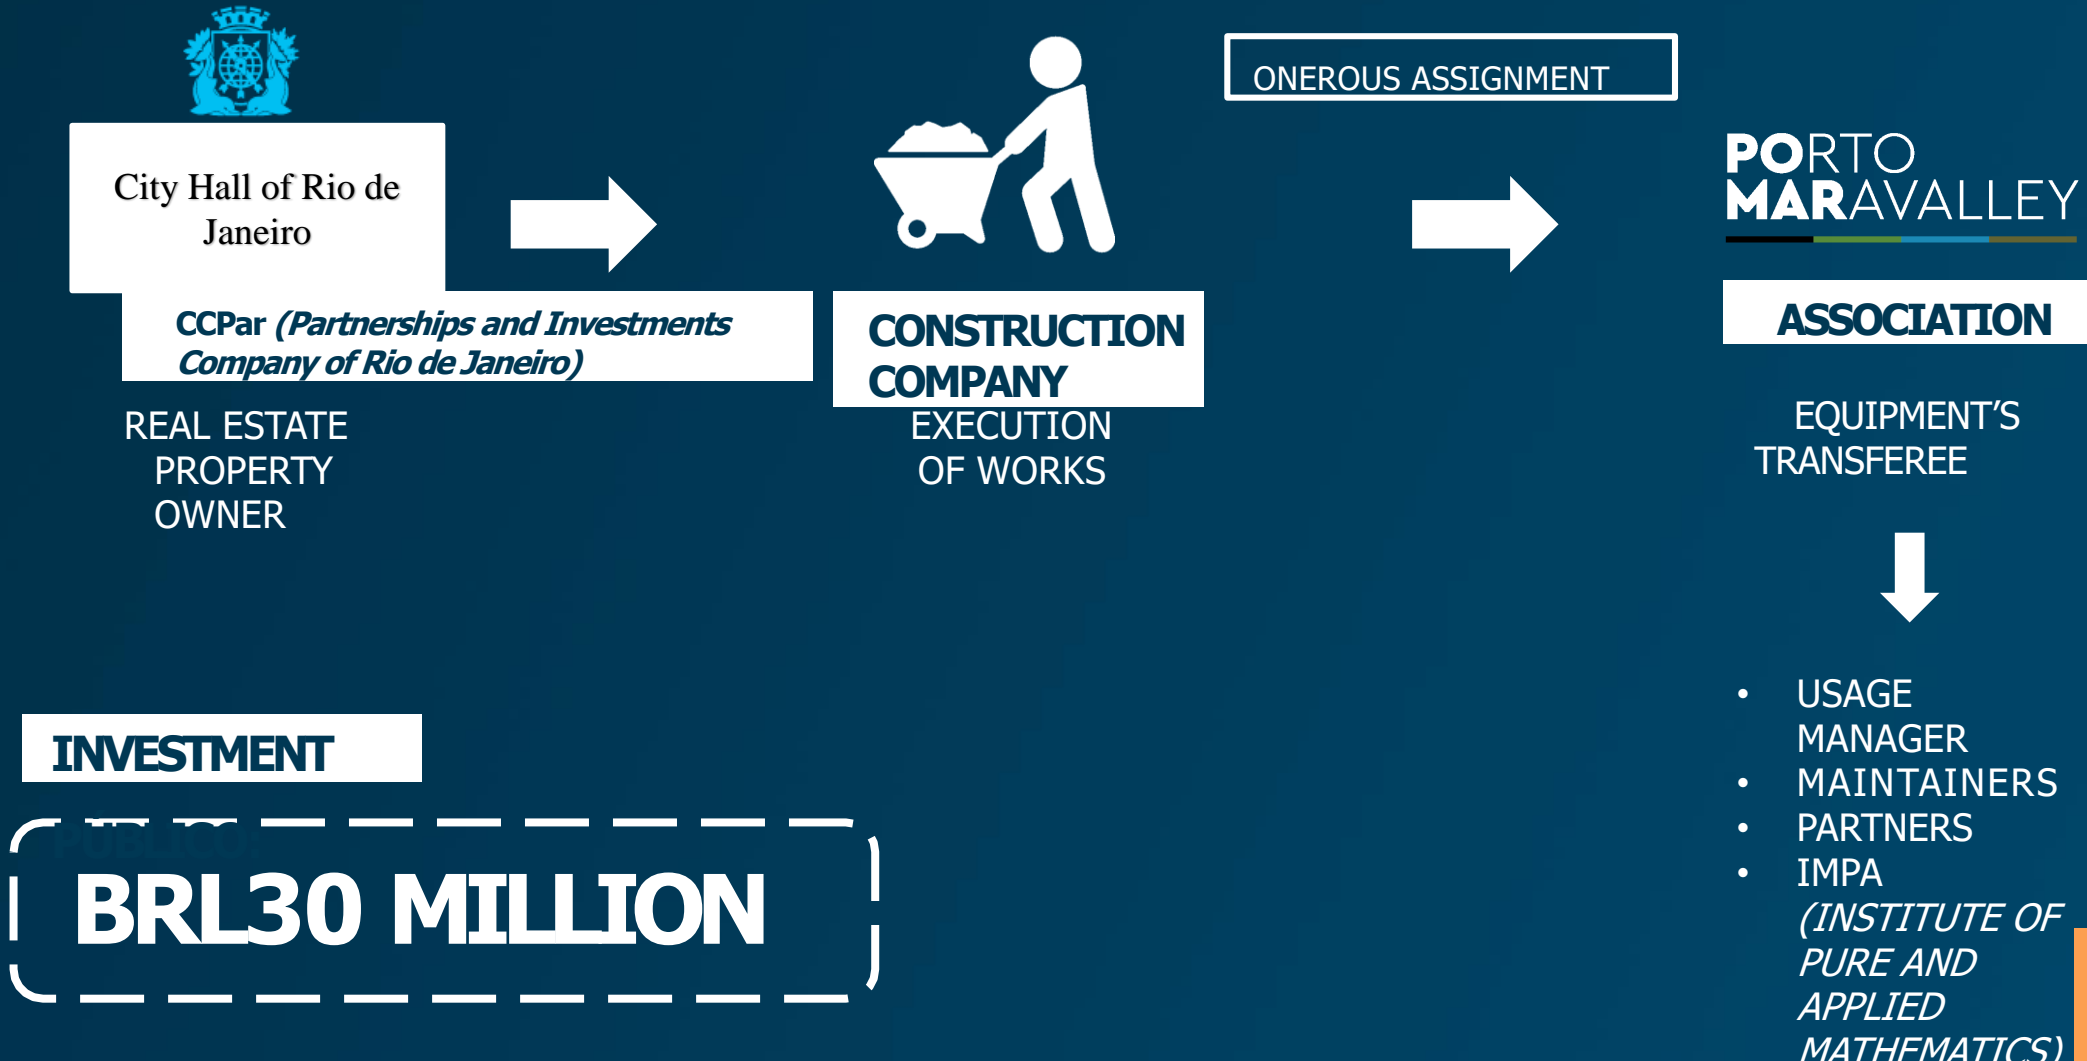 City Hall of Rio de
Janeiro
CCPar (Partnerships and Investments
Company of Rio de Janeiro)
REAL ESTATE
PROPERTY
OWNER
CONSTRUCTION
COMPANY
EXECUTION
OF WORKS
ONEROUS ASSIGNMENT
PORTO
MARAVALLEY
ASSOCIATION
EQUIPMENT’S
TRANSFEREE
• USAGE
MANAGER
• MAINTAINERS
• PARTNERS
• IMPA
(INSTITUTE OF
PURE AND
APPLIED
MATHEMATICS)
INVESTMENT
PÚBLICO
BRL30 MILLION